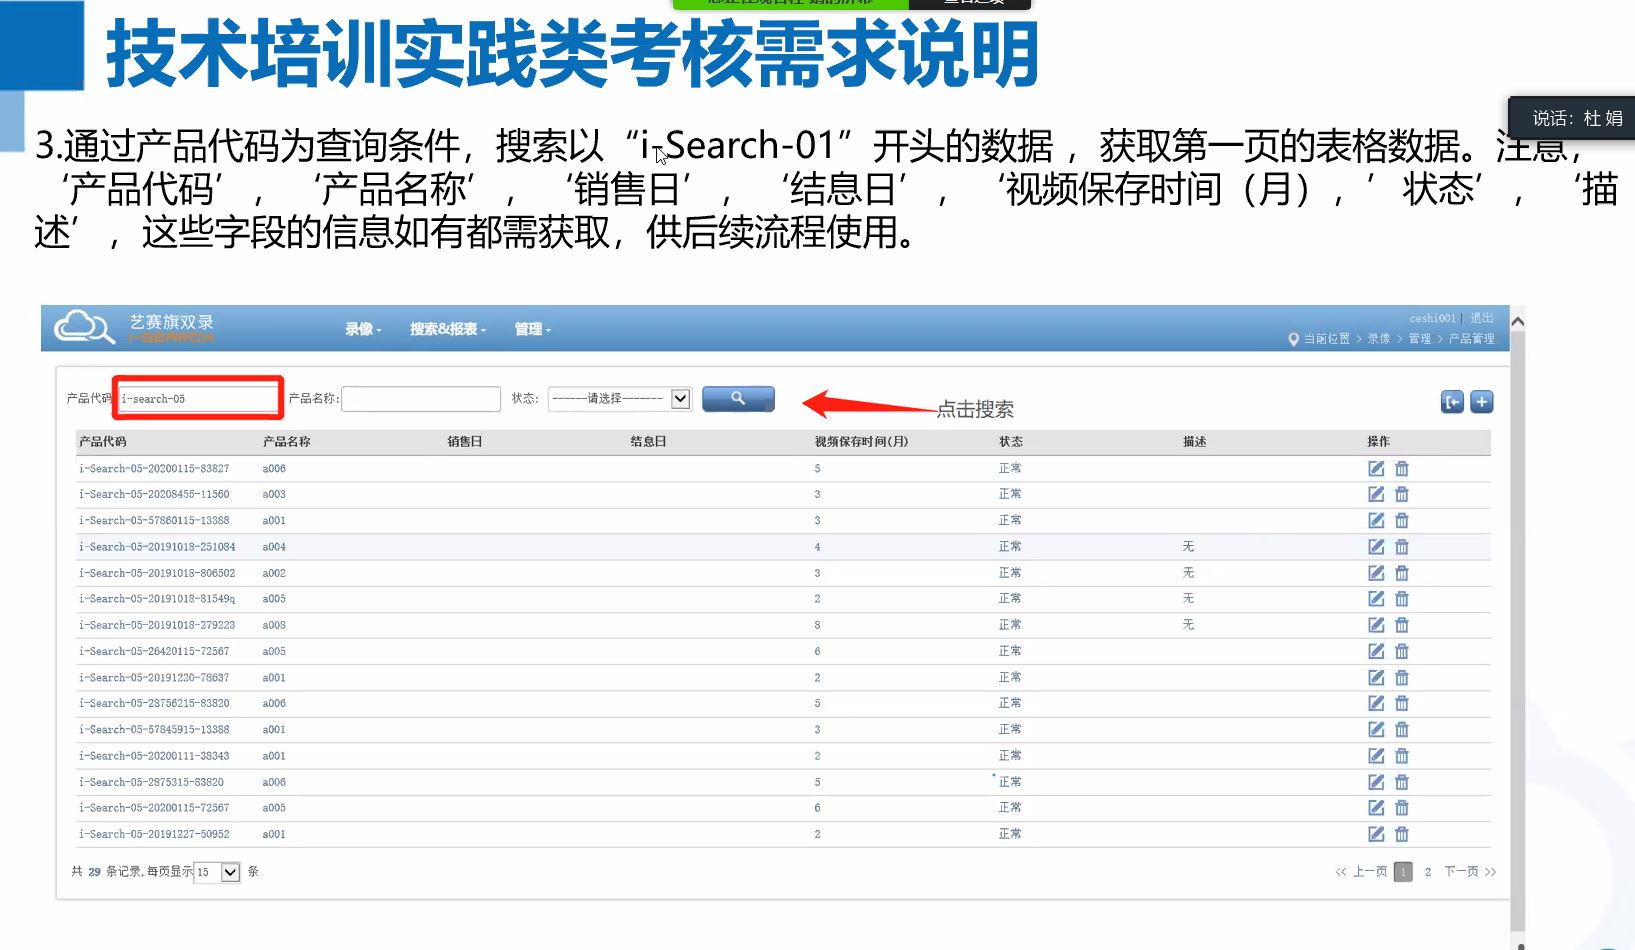 技术培训实践类考核需求说明
说话：杜 娟
3.通过产品代码为查询条件，搜索以“i-Search-01”开头的数据 ，获取第一页的表格数据。注意，
‘产品代码’，‘产品名称’，‘销售日’，‘结息日’，‘视频保存时间（月），’状态’，‘描
述’，这些字段的信息如有都需获取，供后续流程使用。
艺赛旗双录
i-SEARCH
录像 搜索&报表 管理
ceshi001 | 退出
当前位置 > 录像 > 管理 > 产品管理
产品代码 i-search-05 产品名称: 状态: ------请选择-------
点击搜索
产品代码 产品名称 销售日 结息日 视频保存时间(月) 状态 描述 操作
i-Search-05-20200115-83827 a006 5 正常
i-Search-05-20208455-11560 a003 3 正常
i-Search-05-57860115-13388 a001 3 正常
i-Search-05-20191018-251084 a004 4 正常 无
i-Search-05-20191018-806502 a002 3 正常 无
i-Search-05-20191018-81549q a005 2 正常 无
i-Search-05-20191018-279223 a008 8 正常 无
i-Search-05-26420115-72567 a005 6 正常
i-Search-05-20191220-78637 a001 2 正常
i-Search-05-28756215-83820 a006 5 正常
i-Search-05-57845915-13388 a001 3 正常
i-Search-05-20200111-38343 a001 2 正常
i-Search-05-2875315-83820 a006 5 正常
i-Search-05-20200115-72567 a005 6 正常
i-Search-05-20191227-50952 a001 2 正常
共 29 条记录,每页显示 15 条
<< 上一页 1 2 下一页 >>